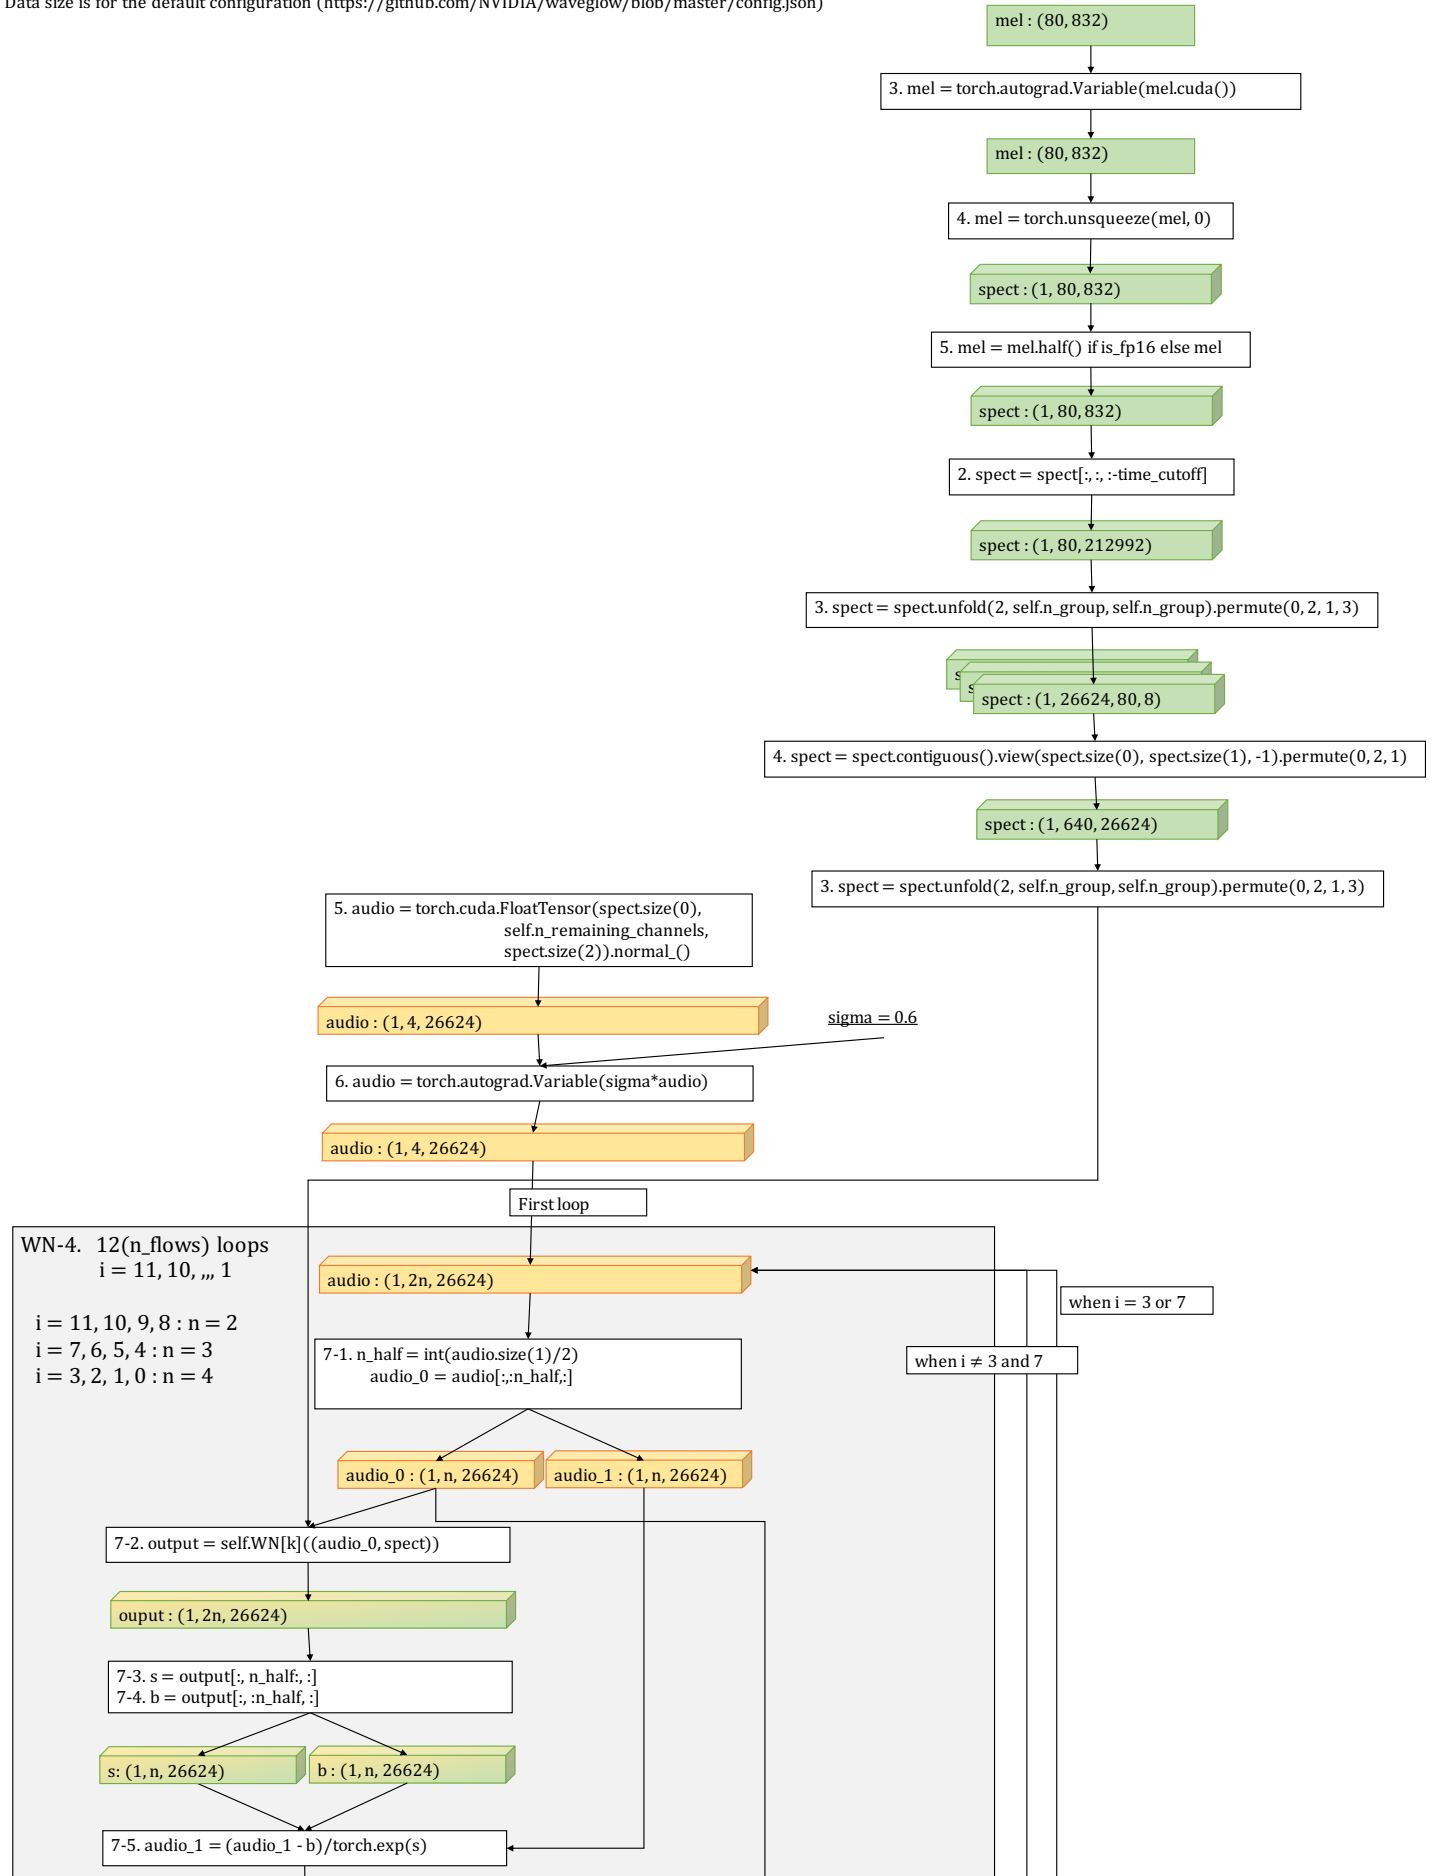 Data size is for the default configuration (https://github.com/NVIDIA/waveglow/blob/master/config.json)
mel : (80, 832)
3. mel = torch.autograd.Variable(mel.cuda())
mel : (80, 832)
4. mel = torch.unsqueeze(mel, 0)
spect : (1, 80, 832)
5. mel = mel.half() if is_fp16 else mel
spect : (1, 80, 832)
2. spect = spect[:, :, :-time_cutoff]
spect : (1, 80, 212992)
3. spect = spect.unfold(2, self.n_group, self.n_group).permute(0, 2, 1, 3)
s
s
spect : (1, 26624, 80, 8)
4. spect = spect.contiguous().view(spect.size(0), spect.size(1), -1).permute(0, 2, 1)
spect : (1, 640, 26624)
3. spect = spect.unfold(2, self.n_group, self.n_group).permute(0, 2, 1, 3)
5. audio = torch.cuda.FloatTensor(spect.size(0),
self.n_remaining_channels,
spect.size(2)).normal_()
audio : (1, 4, 26624)
sigma = 0.6
6. audio = torch.autograd.Variable(sigma*audio)
audio : (1, 4, 26624)
First loop
WN-4. 12(n_flows) loops
i = 11, 10, ,,, 1
i = 11, 10, 9, 8 : n = 2
i = 7, 6, 5, 4 : n = 3
i = 3, 2, 1, 0 : n = 4
audio : (1, 2n, 26624)
when i = 3 or 7
when i ≠ 3 and 7
7-1. n_half = int(audio.size(1)/2)
audio_0 = audio[:,:n_half,:]
audio_0 : (1, n, 26624)
audio_1 : (1, n, 26624)
7-2. output = self.WN[k]((audio_0, spect))
ouput : (1, 2n, 26624)
7-3. s = output[:, n_half:, :]
7-4. b = output[:, :n_half, :]
s: (1, n, 26624)
b : (1, n, 26624)
7-5. audio_1 = (audio_1 - b)/torch.exp(s)